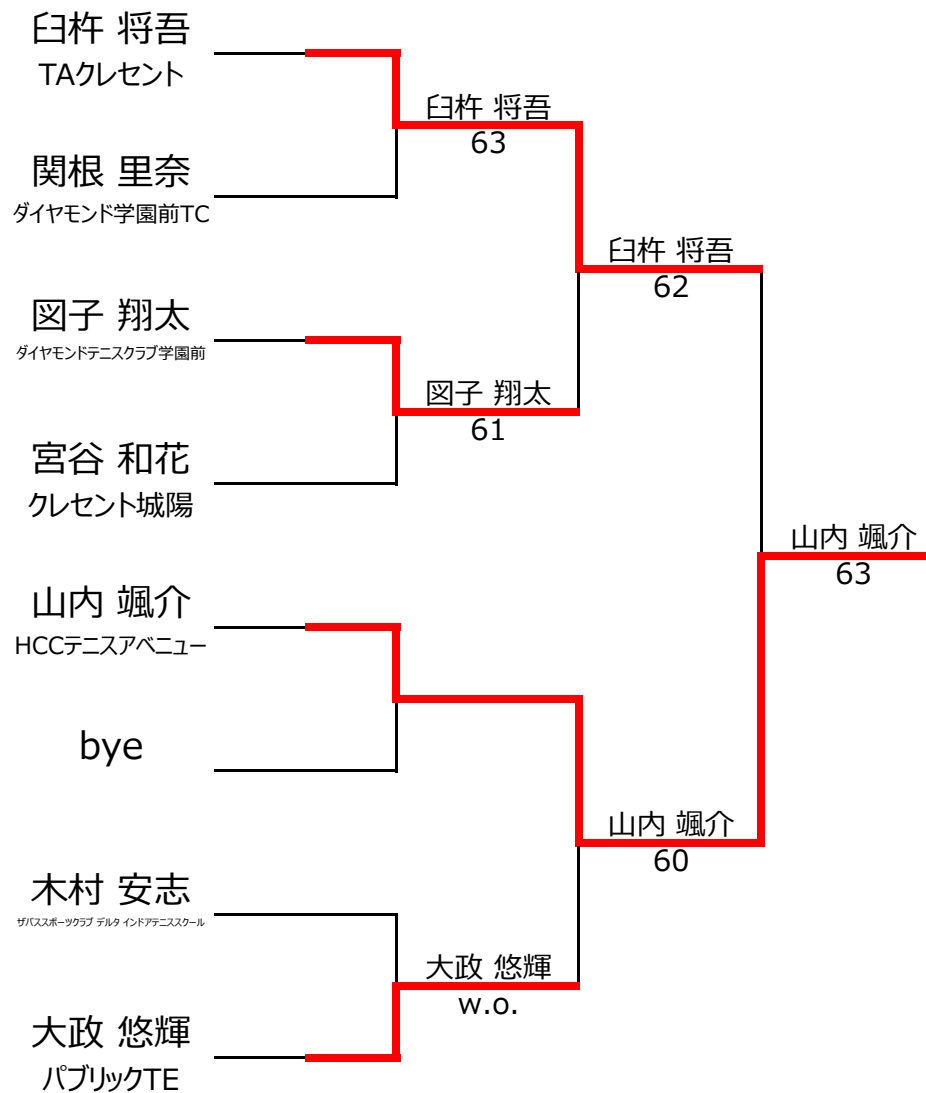 臼杵 将吾
TAクレセント
臼杵 将吾
63
関根 里奈
ダイヤモンド学園前TC
臼杵 将吾
62
図子 翔太
ダイヤモンドテニスクラブ学園前
図子 翔太
61
宮谷 和花
クレセント城陽
山内 颯介
63
山内 颯介
HCCテニスアベニュー
bye
山内 颯介
60
木村 安志
ザバススポーツクラブ デルタ インドアテニススクール
大政 悠輝
w.o.
大政 悠輝
パブリックTE